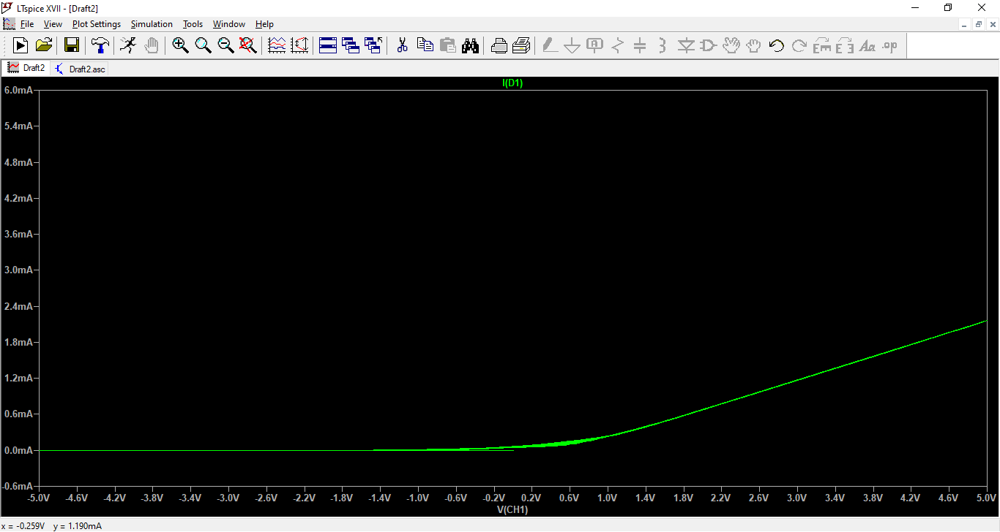 LTspice XVII - [Draft2]
File View Plot Settings Simulation Tools Window Help
Draft2 Draft2.asc
I(D1)
6.0mA
5.4mA
4.8mA
4.2mA
3.6mA
3.0mA
2.4mA
1.8mA
1.2mA
0.6mA
0.0mA
-0.6mA
-5.0V -4.6V -4.2V -3.8V -3.4V -3.0V -2.6V -2.2V -1.8V -1.4V -1.0V -0.6V -0.2V 0.2V 0.6V 1.0V 1.4V 1.8V 2.2V 2.6V 3.0V 3.4V 3.8V 4.2V 4.6V 5.0V
V(CH1)
x = -0.259V y = 1.190mA